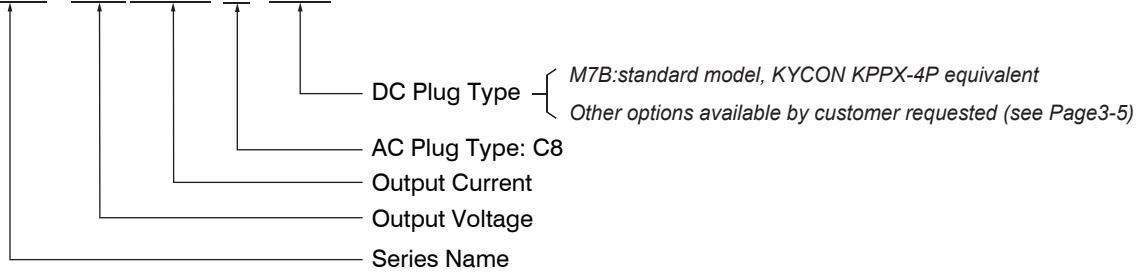 M7B:standard model, KYCON KPPX-4P equivalent
DC Plug Type
Other options available by customer requested (see Page3-5)
AC Plug Type: C8
Output Current
Output Voltage
Series Name